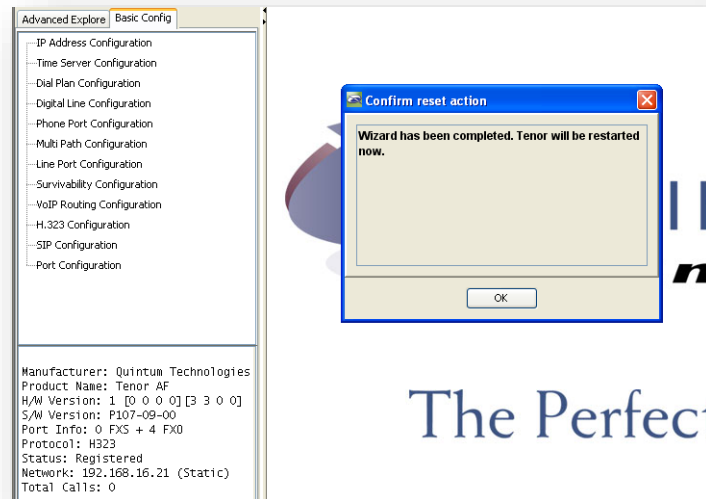 Advanced Explore
Basic Config
IP Address Configuration
Time Server Configuration
Dial Plan Configuration
Digital Line Configuration
Phone Port Configuration
Multi Path Configuration
Line Port Configuration
Survivability Configuration
VoIP Routing Configuration
H.323 Configuration
SIP Configuration
Port Configuration
Manufacturer: Quintum Technologies
Product Name: Tenor AF
H/W Version: 1 [0 0 0 0][3 3 0 0]
S/W Version: P107-09-00
Port Info: 0 FXS + 4 FXO
Protocol: H323
Status: Registered
Network: 192.168.16.21 (Static)
Total Calls: 0
Confirm reset action
Wizard has been completed. Tenor will be restarted
now.
OK
The Perfect